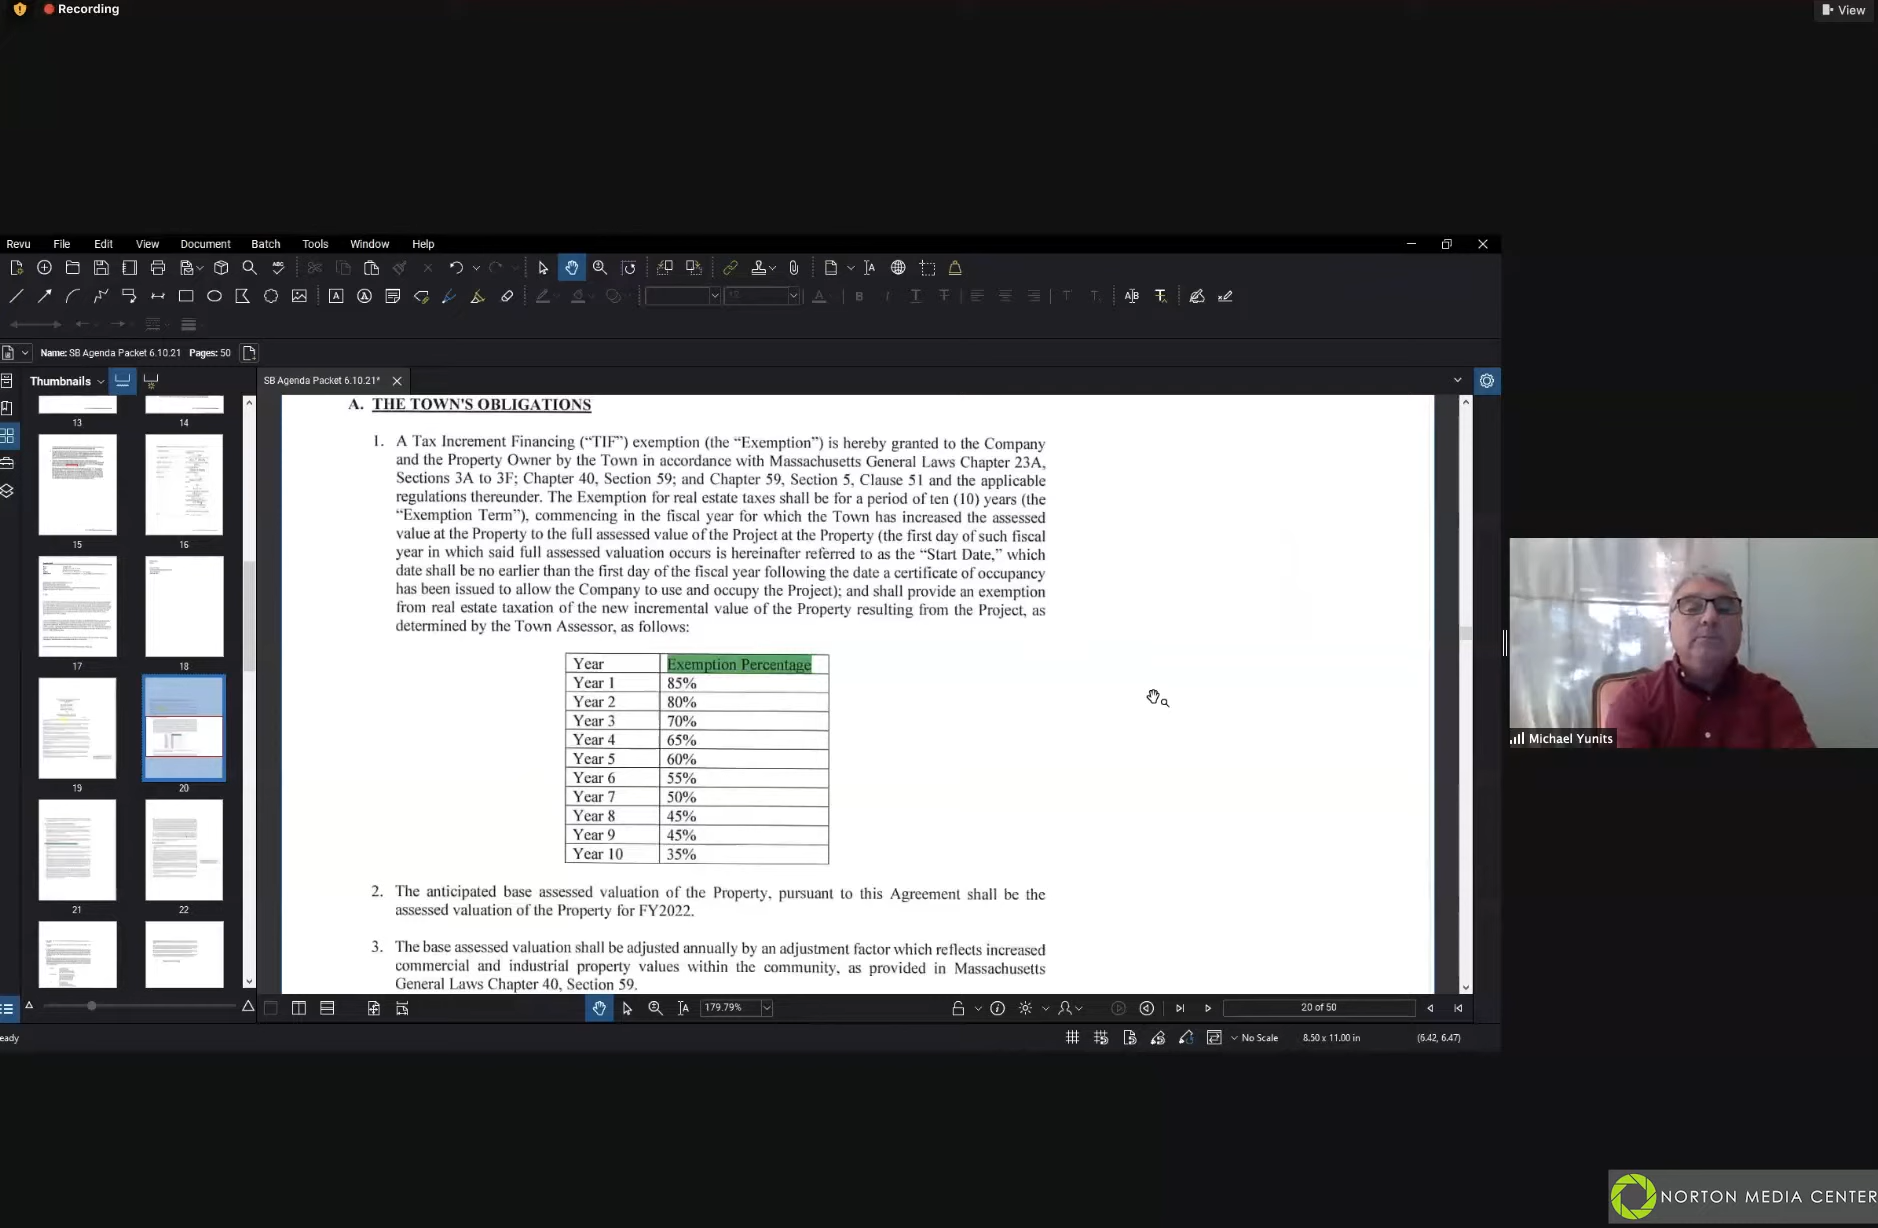 Recording
View
Revu File Edit View Document Batch Tools Window Help
Name: SB Agenda Packet 6.10.21 Pages: 50
Thumbnails
SB Agenda Packet 6.10.21*
13
14
15
16
17
18
19
20
21
22
A. THE TOWN'S OBLIGATIONS
1. A Tax Increment Financing (“TIF”) exemption (the “Exemption”) is hereby granted to the Company
and the Property Owner by the Town in accordance with Massachusetts General Laws Chapter 23A,
Sections 3A to 3F; Chapter 40, Section 59; and Chapter 59, Section 5, Clause 51 and the applicable
regulations thereunder. The Exemption for real estate taxes shall be for a period of ten (10) years (the
“Exemption Term”), commencing in the fiscal year for which the Town has increased the assessed
value at the Property to the full assessed value of the Project at the Property (the first day of such fiscal
year in which said full assessed valuation occurs is hereinafter referred to as the “Start Date,” which
date shall be no earlier than the first day of the fiscal year following the date a certificate of occupancy
has been issued to allow the Company to use and occupy the Project); and shall provide an exemption
from real estate taxation of the new incremental value of the Property resulting from the Project, as
determined by the Town Assessor, as follows:
Year Exemption Percentage
Year 1 85%
Year 2 80%
Year 3 70%
Year 4 65%
Year 5 60%
Year 6 55%
Year 7 50%
Year 8 45%
Year 9 45%
Year 10 35%
2. The anticipated base assessed valuation of the Property, pursuant to this Agreement shall be the
assessed valuation of the Property for FY2022.
3. The base assessed valuation shall be adjusted annually by an adjustment factor which reflects increased
commercial and industrial property values within the community, as provided in Massachusetts
General Laws Chapter 40, Section 59.
Michael Yunits
179.79%
20 of 50
eady
No Scale
8.50 x 11.00 in
(6.42, 6.47)
NORTON MEDIA CENTER